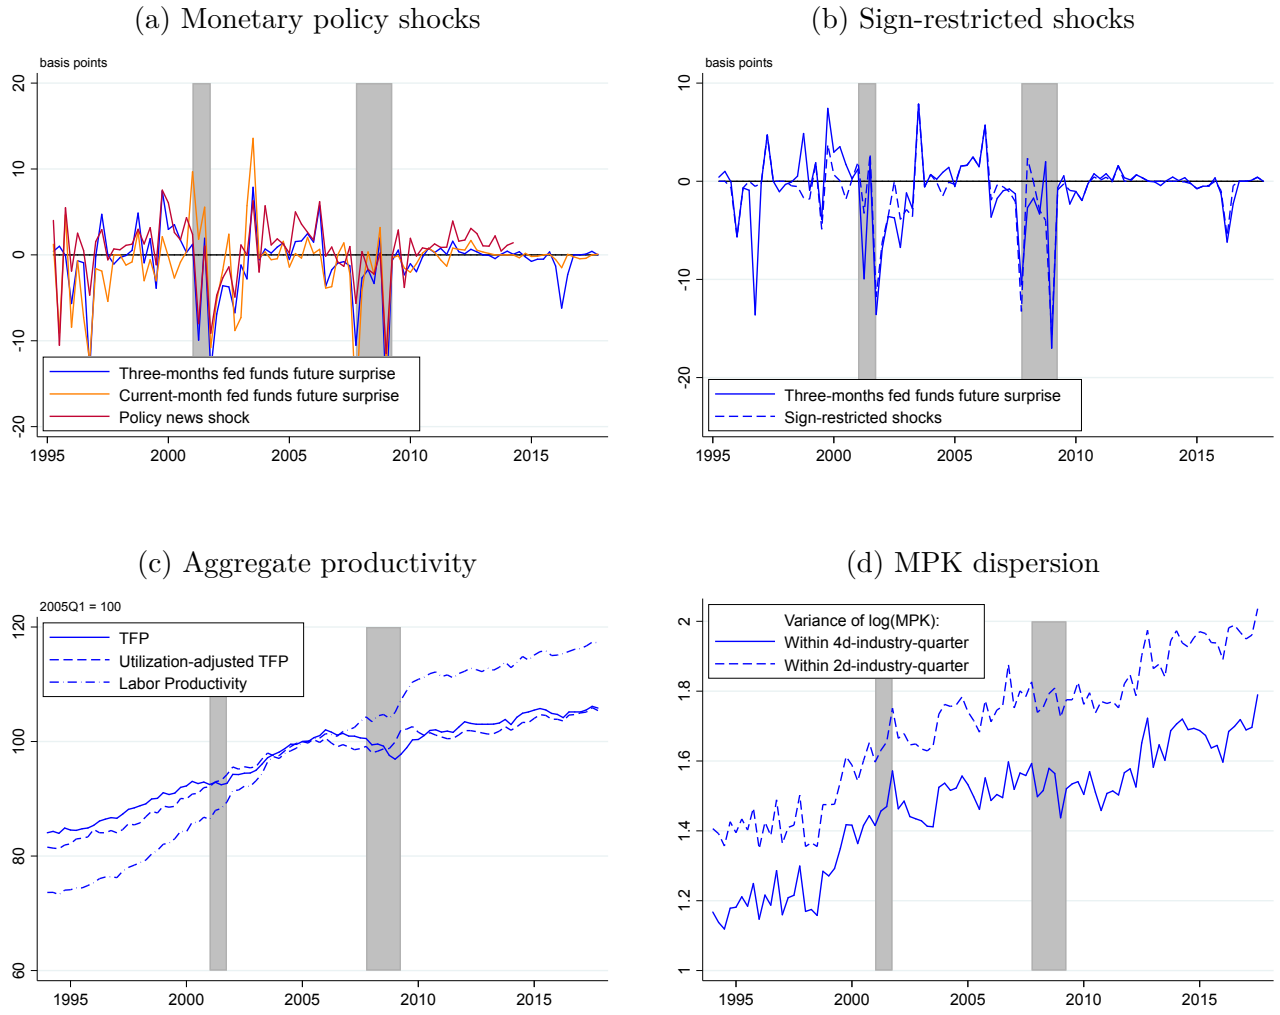 (a) Monetary policy shocks
basis points
20
10
0
-10
-20
Three-months fed funds future surprise
Current-month fed funds future surprise
Policy news shock
1995 2000 2005 2010 2015
(b) Sign-restricted shocks
basis points
10
0
-10
-20
Three-months fed funds future surprise
Sign-restricted shocks
1995 2000 2005 2010 2015
(c) Aggregate productivity
2005Q1 = 100
120
100
80
60
TFP
Utilization-adjusted TFP
Labor Productivity
1995 2000 2005 2010 2015
(d) MPK dispersion
2
1.8
1.6
1.4
1.2
1
Variance of log(MPK):
Within 4d-industry-quarter
Within 2d-industry-quarter
1995 2000 2005 2010 2015